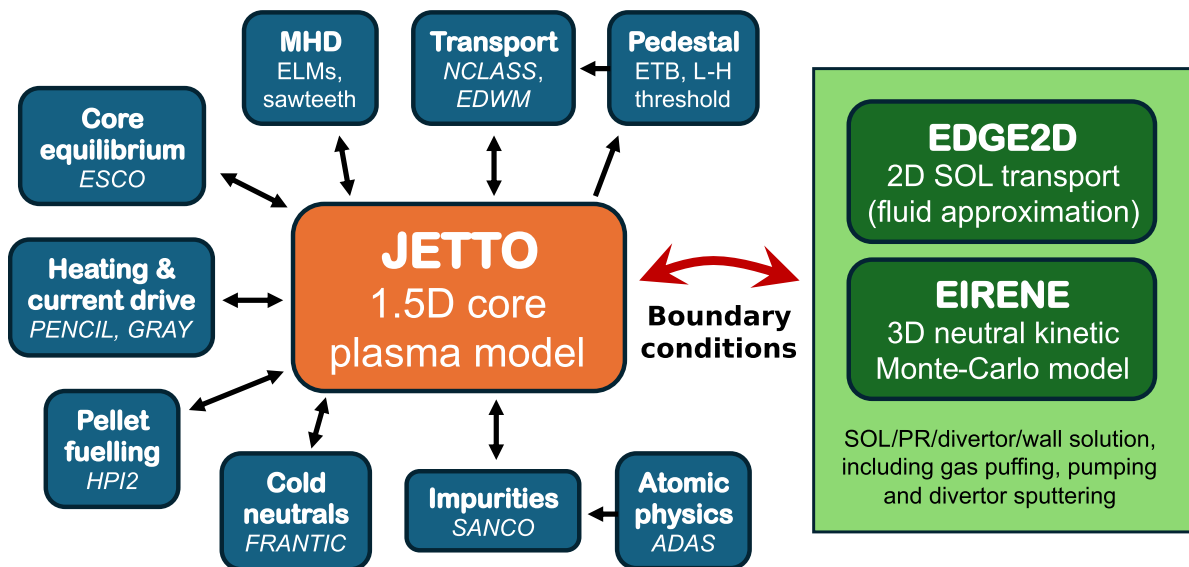 MHD
ELMs,
sawteeth
Transport
NCLASS,
EDWM
Pedestal
ETB, L-H
threshold
Core
equilibrium
ESCO
Heating &
current drive
PENCIL, GRAY
Pellet
fuelling
HPI2
Cold
neutrals
FRANTIC
Impurities
SANCO
Atomic
physics
ADAS
JETTO
1.5D core
plasma model
Boundary
conditions
EDGE2D
2D SOL transport
(fluid approximation)
EIRENE
3D neutral kinetic
Monte-Carlo model
SOL/PR/divertor/wall solution,
including gas puffing, pumping
and divertor sputtering